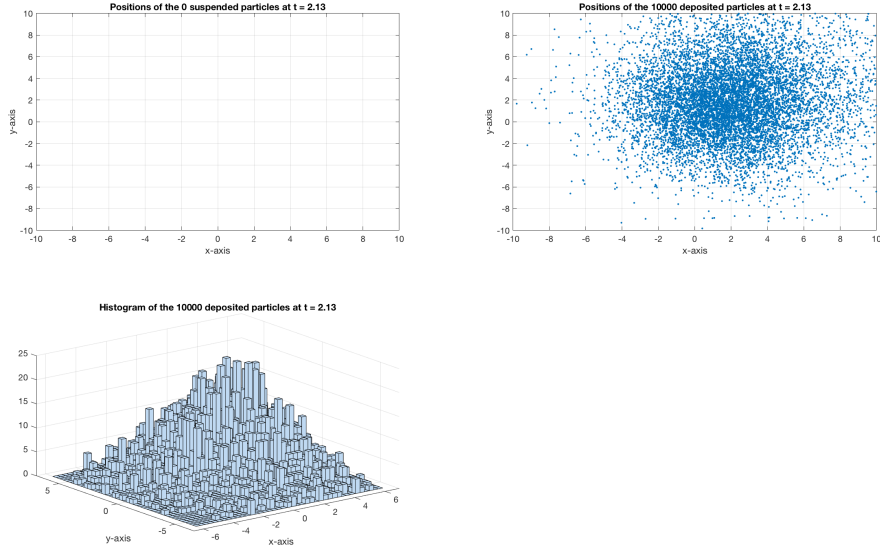 Positions of the 0 suspended particles at t = 2.13
10
8
6
4
2
0
-2
-4
-6
-8
-10
y-axis
-10 -8 -6 -4 -2 0 2 4 6 8 10
x-axis
Positions of the 10000 deposited particles at t = 2.13
10
8
6
4
2
0
-2
-4
-6
-8
-10
y-axis
-10 -8 -6 -4 -2 0 2 4 6 8 10
x-axis
Histogram of the 10000 deposited particles at t = 2.13
25
20
15
10
5
0
5 0 -5
y-axis
-6 -4 -2 0 2 4 6
x-axis